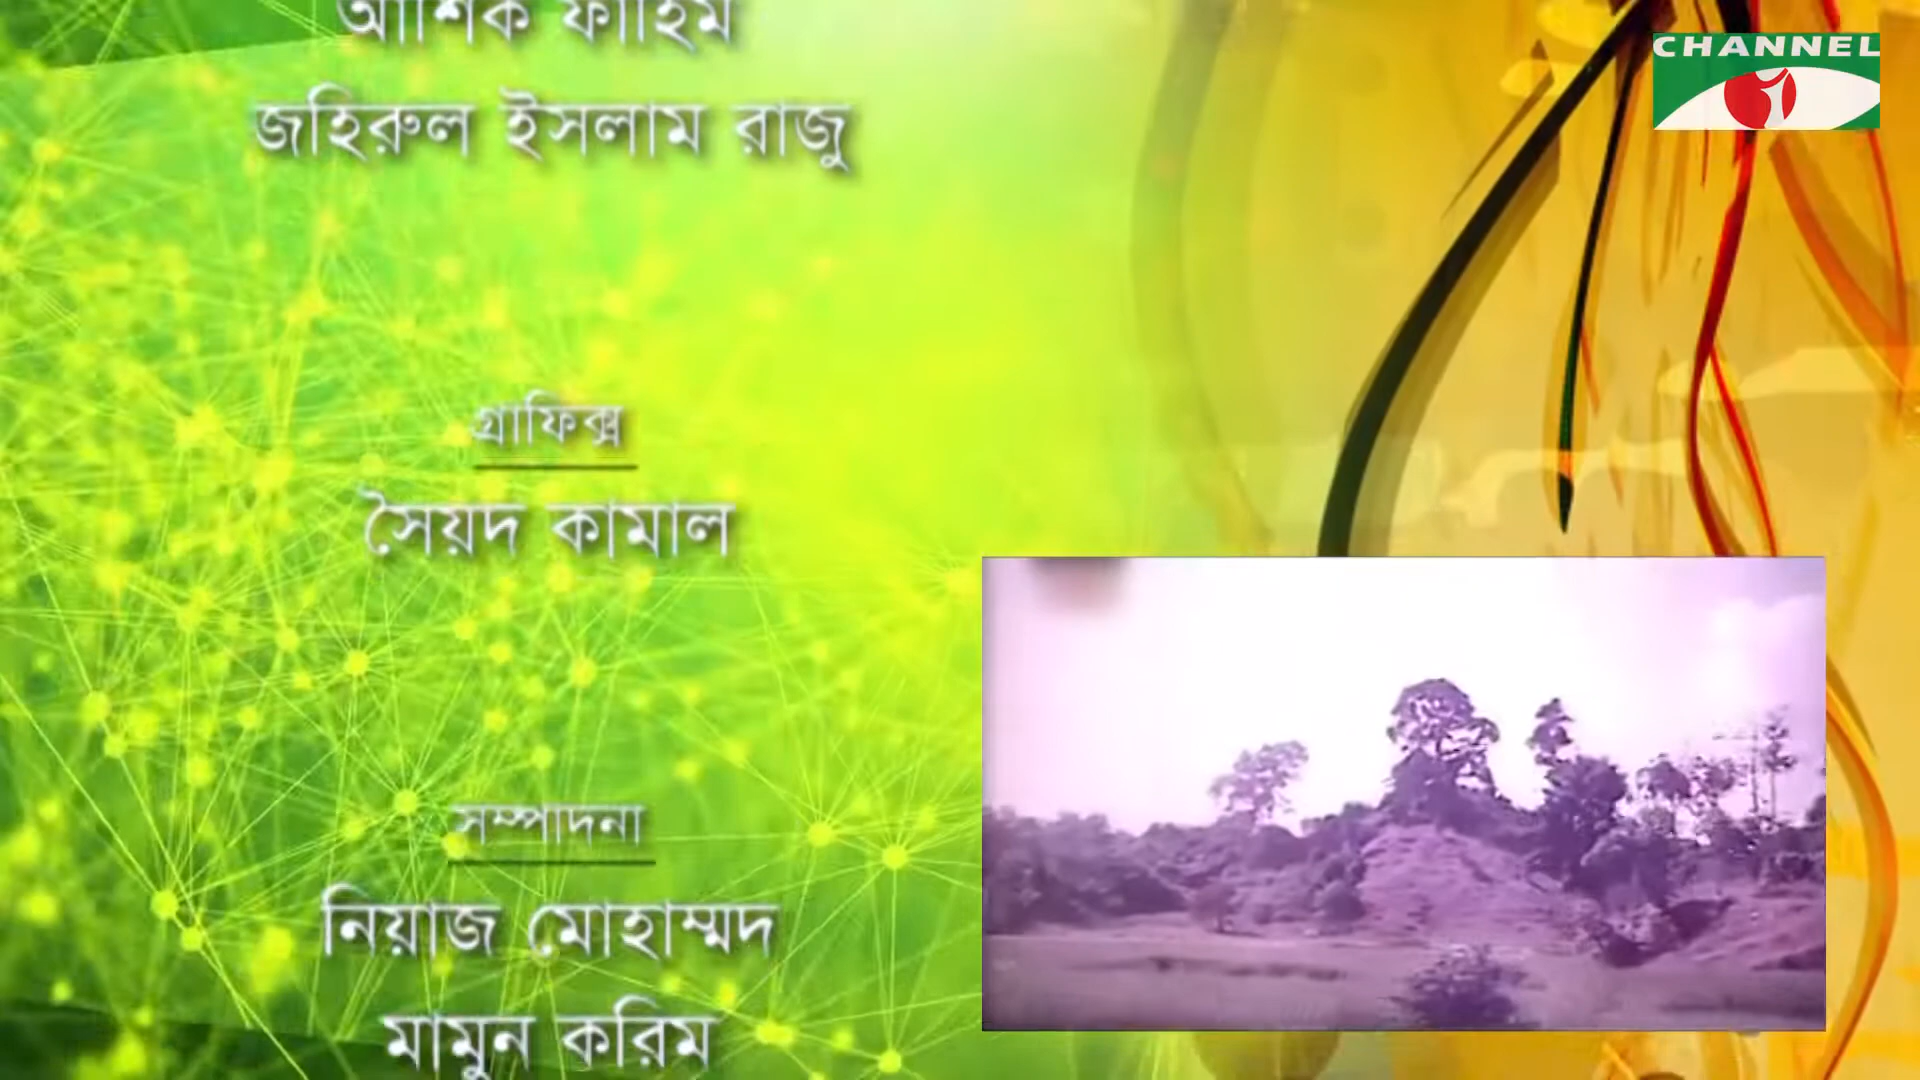 আশিক ফাহিম
জহিরুল ইসলাম রাজু
CHANNEL
গ্রাফিক্স
সৈয়দ কামাল
সম্পাদনা
নিয়াজ মোহাম্মদ
মামুন করিম